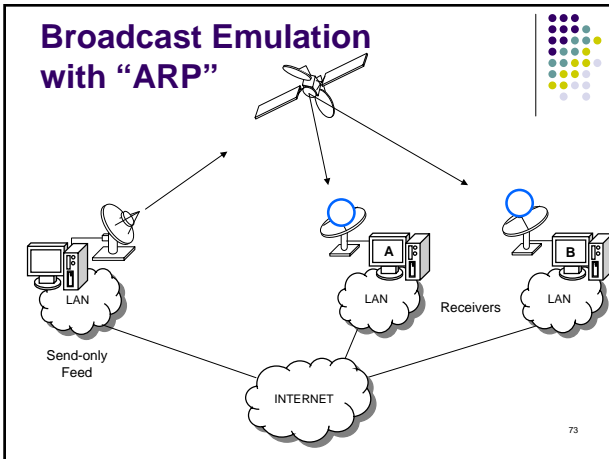 Broadcast Emulation
with “ARP”
A
B
LAN
LAN
Receivers
LAN
Send-only
Feed
INTERNET
73